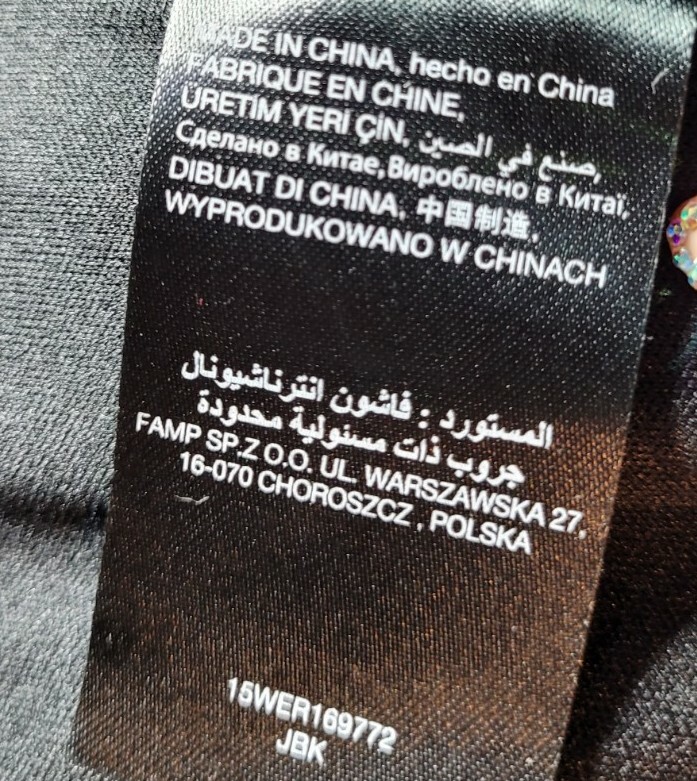 MADE IN CHINA, hecho en China
FABRIQUE EN CHINE,
ÜRETİM YERİ ÇİN, صنع في الصين,
Сделано в Китае, Вироблено в Китаї,
DIBUAT DI CHINA, 中国制造,
WYPRODUKOWANO W CHINACH
المستورد : فاشون انترناشيونال
جروب ذات مسئولية محدودة
FAMP SP.Z O.O. UL. WARSZAWSKA 27,
16-070 CHOROSZCZ , POLSKA
15WER169772
JBK